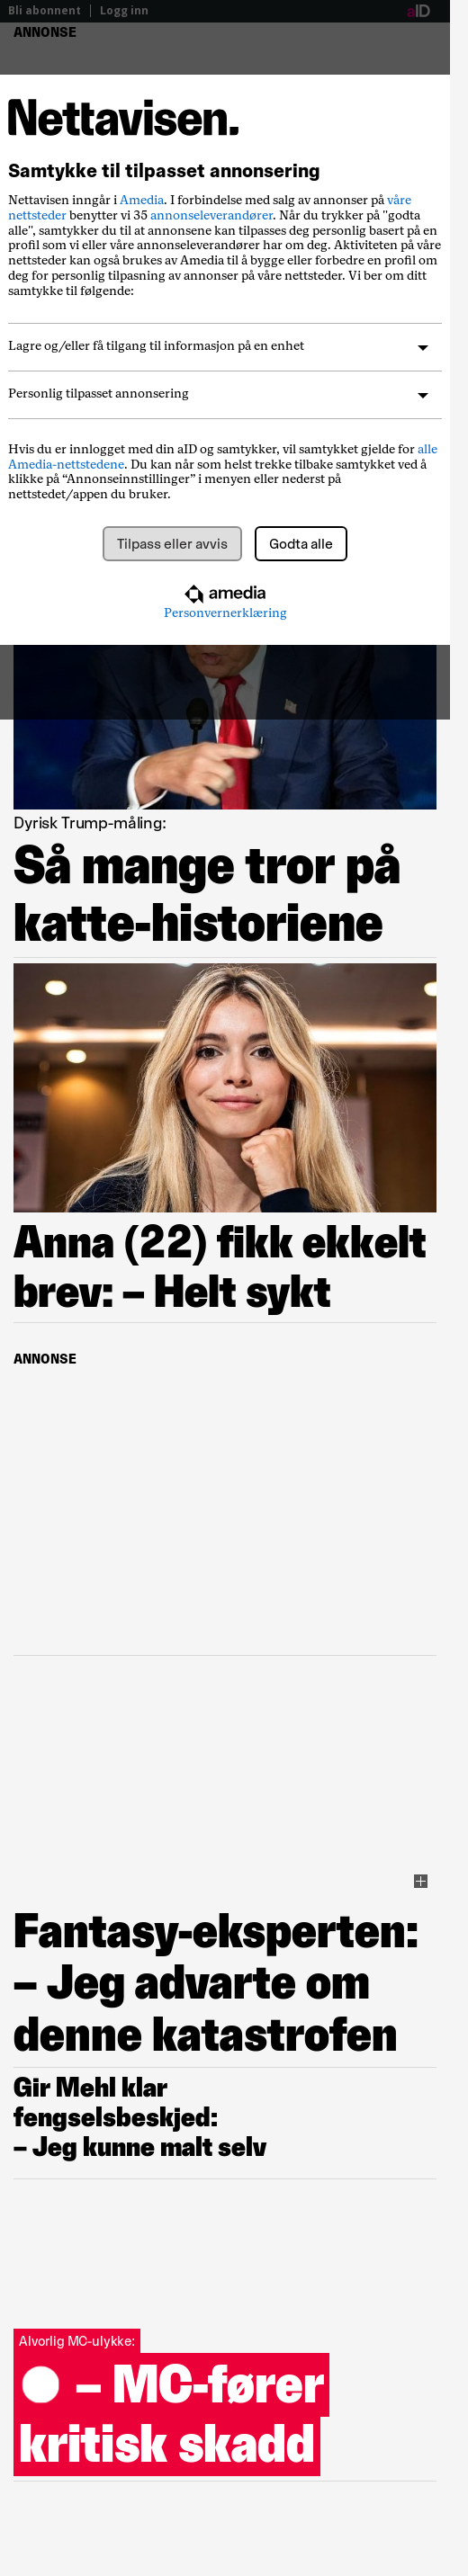 Bli abonnent
Logg inn
aID
ANNONSE
Nettavisen.
Samtykke til tilpasset annonsering
Nettavisen inngår i Amedia. I forbindelse med salg av annonser på våre
nettsteder benytter vi 35 annonseleverandører. Når du trykker på "godta
alle", samtykker du til at annonsene kan tilpasses deg personlig basert på en
profil som vi eller våre annonseleverandører har om deg. Aktiviteten på våre
nettsteder kan også brukes av Amedia til å bygge eller forbedre en profil om
deg for personlig tilpasning av annonser på våre nettsteder. Vi ber om ditt
samtykke til følgende:
Lagre og/eller få tilgang til informasjon på en enhet
Personlig tilpasset annonsering
Hvis du er innlogget med din aID og samtykker, vil samtykket gjelde for alle
Amedia-nettstedene. Du kan når som helst trekke tilbake samtykket ved å
klikke på “Annonseinnstillinger” i menyen eller nederst på
nettstedet/appen du bruker.
Tilpass eller avvis
Godta alle
amedia
Personvernerklæring
Dyrisk Trump-måling:
Så mange tror på
katte-historiene
Anna (22) fikk ekkelt
brev: – Helt sykt
ANNONSE
Fantasy-eksperten:
– Jeg advarte om
denne katastrofen
Gir Mehl klar
fengselsbeskjed:
– Jeg kunne malt selv
Alvorlig MC-ulykke:
– MC-fører
kritisk skadd